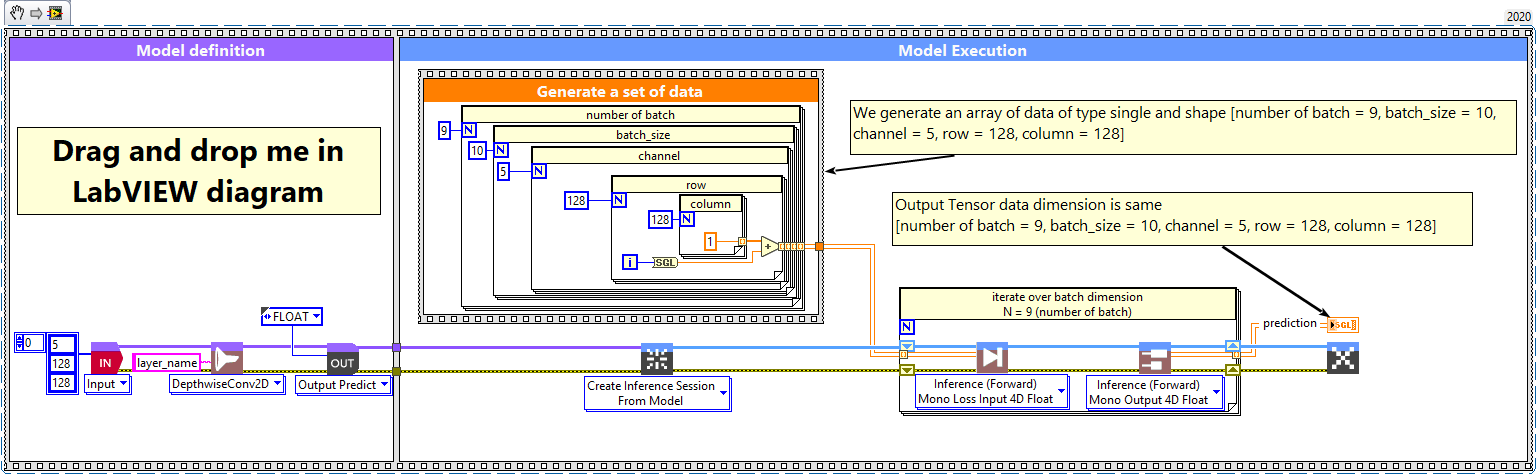 2020
Model definition
Model Execution
Drag and drop me in
LabVIEW diagram
Generate a set of data
number of batch
9
N
batch_size
10
N
channel
5
N
row
128
N
column
128
N
1
+
i
SGL
We generate an array of data of type single and shape [number of batch = 9, batch_size = 10,
channel = 5, row = 128, column = 128]
Output Tensor data dimension is same
[number of batch = 9, batch_size = 10, channel = 5, row = 128, column = 128]
0
5
128
128
IN
Input
layer_name
DepthwiseConv2D
FLOAT
OUT
Output Predict
Create Inference Session
From Model
iterate over batch dimension
N = 9 (number of batch)
N
Inference (Forward)
Mono Loss Input 4D Float
Inference (Forward)
Mono Output 4D Float
prediction
SGL